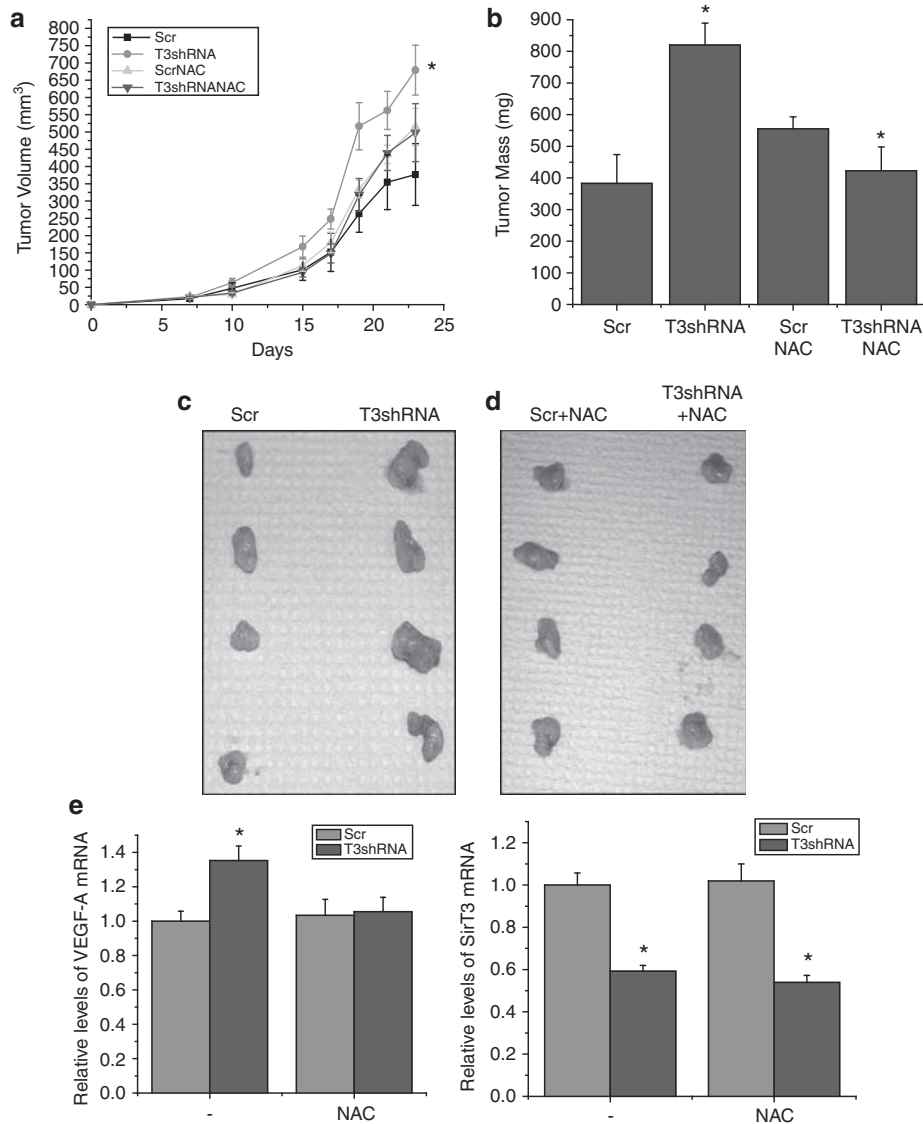 a
Tumor Volume (mm³)
800
750
700
650
600
550
500
450
400
350
300
250
200
150
100
50
0
Scr
T3shRNA
ScrNAC
T3shRNANAC
*
0 5 10 15 20 25
Days
b
Tumor Mass (mg)
900
800
700
600
500
400
300
200
100
0
*
*
Scr T3shRNA Scr NAC T3shRNA NAC
c
Scr T3shRNA
d
Scr+NAC T3shRNA +NAC
e
Relative levels of VEGF-A mRNA
1.4
1.2
1.0
0.8
0.6
0.4
0.2
0.0
Scr
T3shRNA
*
- NAC
Relative levels of SirT3 mRNA
1.2
1.0
0.8
0.6
0.4
0.2
0.0
Scr
T3shRNA
*
*
- NAC